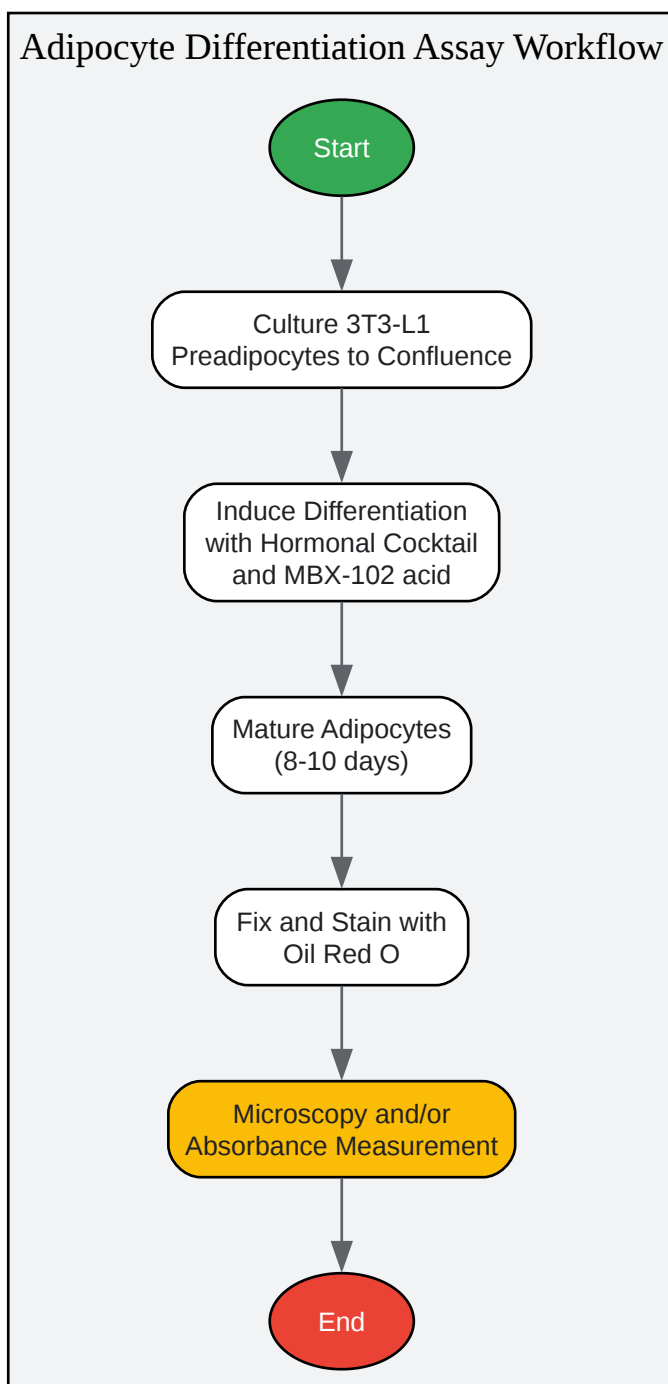 Adipocyte Differentiation Assay Workflow
Start
Culture 3T3-L1
Preadipocytes to Confluence
Induce Differentiation
with Hormonal Cocktail
and MBX-102 acid
Mature Adipocytes
(8-10 days)
Fix and Stain with
Oil Red O
Microscopy and/or
Absorbance Measurement
End